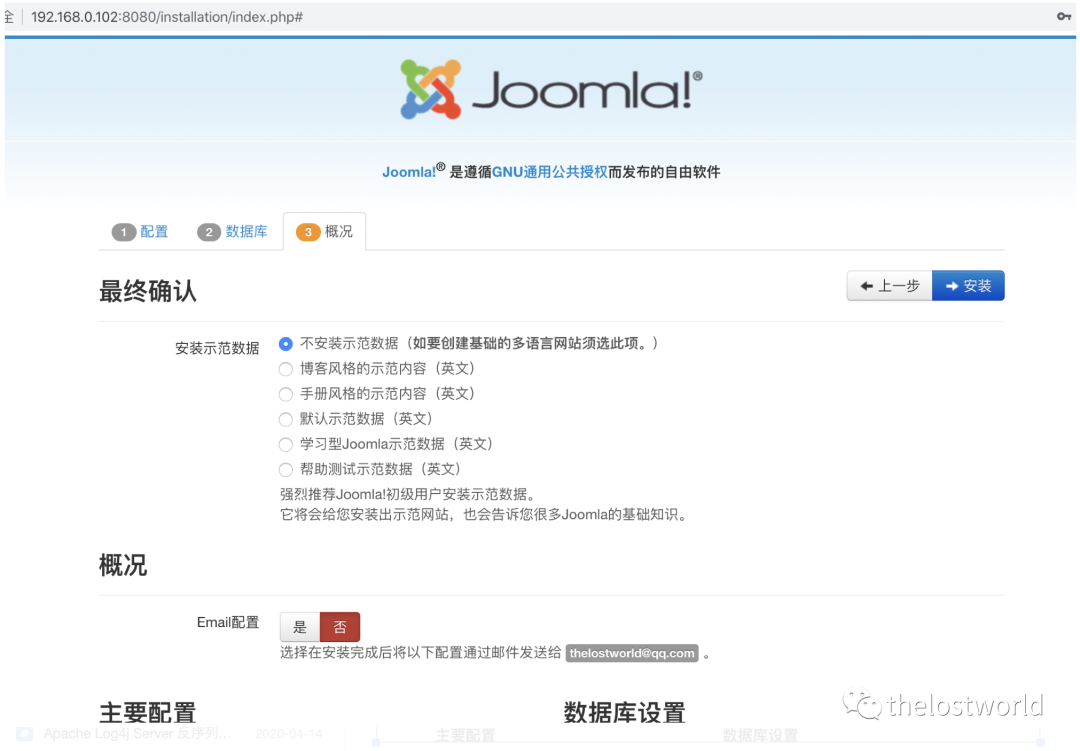 全 192.168.0.102:8080/installation/index.php#
Joomla!®
Joomla!® 是遵循GNU通用公共授权而发布的自由软件
1 配置 2 数据库 3 概况
最终确认
上一步 安装
安装示范数据
不安装示范数据（如要创建基础的多语言网站须选此项。）
博客风格的示范内容（英文）
手册风格的示范内容（英文）
默认示范数据（英文）
学习型Joomla示范数据（英文）
帮助测试示范数据（英文）
强烈推荐Joomla!初级用户安装示范数据。
它将会给您安装出示范网站，也会告诉您很多Joomla的基础知识。
概况
Email配置
是 否
选择在安装完成后将以下配置通过邮件发送给 thelostworld@qq.com 。
主要配置 数据库设置
thelostworld
Apache Log4j Server 反序列... 2020-04-14 主要配置 数据库设置